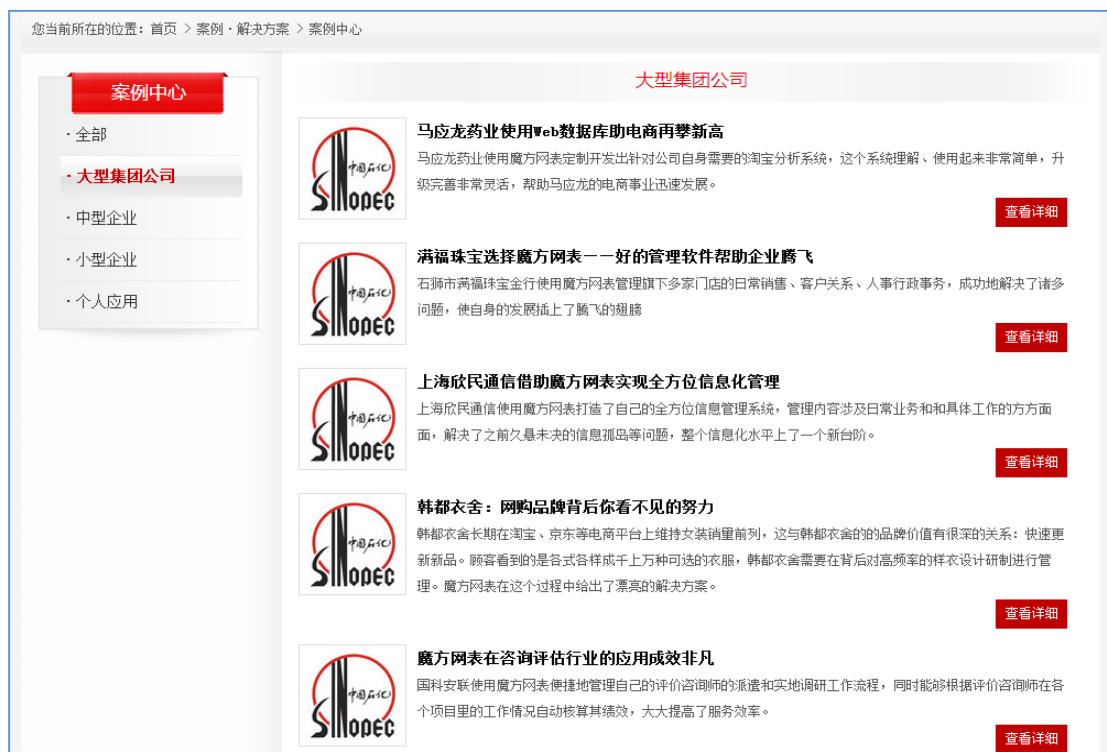 您当前所在的位置：首页 > 案例·解决方案 > 案例中心
案例中心
·全部
·大型集团公司
·中型企业
·小型企业
·个人应用
大型集团公司
中国石化
SINOPEC
马应龙药业使用Web数据库助电商再攀新高
马应龙药业使用魔方网表定制开发出针对公司自身需要的淘宝分析系统，这个系统理解、使用起来非常简单，升
级完善非常灵活，帮助马应龙的电商事业迅速发展。
查看详细
中国石化
SINOPEC
满福珠宝选择魔方网表——好的管理软件帮助企业腾飞
石狮市满福珠宝金行使用魔方网表管理旗下多家门店的日常销售、客户关系、人事行政事务，成功地解决了诸多
问题，使自身的发展插上了腾飞的翅膀
查看详细
中国石化
SINOPEC
上海欣民通信借助魔方网表实现全方位信息化管理
上海欣民通信使用魔方网表打造了自己的全方位信息管理系统，管理内容涉及日常业务和和具体工作的方方面
面，解决了之前久悬未决的信息孤岛等问题，整个信息化水平上了一个新台阶。
查看详细
中国石化
SINOPEC
韩都衣舍：网购品牌背后你看不见的努力
韩都衣舍长期在淘宝、京东等电商平台上维持女装销量前列，这与韩都衣舍的的品牌价值有很深的关系：快速更
新新品。顾客看到的是各式各样成千上万种可选的衣服，韩都衣舍需要在背后对高频率的样衣设计研制进行管
理。魔方网表在这个过程中给出了漂亮的解决方案。
查看详细
中国石化
SINOPEC
魔方网表在咨询评估行业的应用成效非凡
国科安联使用魔方网表便捷地管理自己的评价咨询师的派遣和实地调研工作流程，同时能够根据评价咨询师在各
个项目里的工作情况自动核算其绩效，大大提高了服务效率。
查看详细